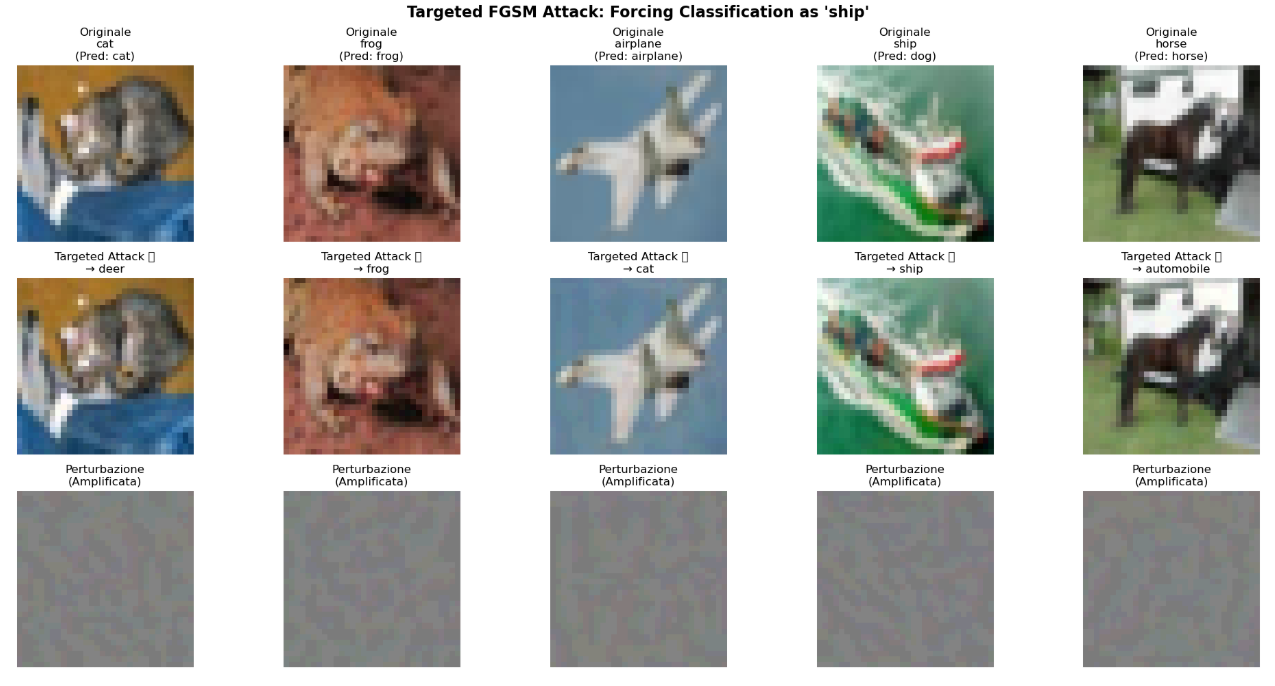 Targeted FGSM Attack: Forcing Classification as 'ship'
Originale
cat
(Pred: cat)
Originale
frog
(Pred: frog)
Originale
airplane
(Pred: airplane)
Originale
ship
(Pred: dog)
Originale
horse
(Pred: horse)
Targeted Attack
→ deer
Targeted Attack
→ frog
Targeted Attack
→ cat
Targeted Attack
→ ship
Targeted Attack
→ automobile
Perturbazione
(Amplificata)
Perturbazione
(Amplificata)
Perturbazione
(Amplificata)
Perturbazione
(Amplificata)
Perturbazione
(Amplificata)